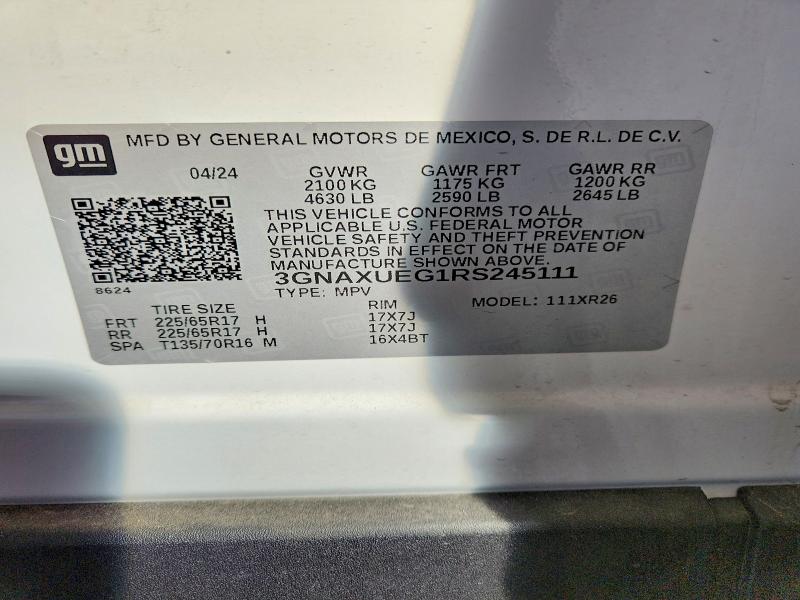 gm
MFD BY GENERAL MOTORS DE MEXICO, S. DE R.L. DE C.V.
04/24 GVWR GAWR FRT GAWR RR
2100 KG 1175 KG 1200 KG
4630 LB 2590 LB 2645 LB
THIS VEHICLE CONFORMS TO ALL
APPLICABLE U.S. FEDERAL MOTOR
VEHICLE SAFETY AND THEFT PREVENTION
STANDARDS IN EFFECT ON THE DATE OF
MANUFACTURE SHOWN ABOVE.
3GNAXUEG1RS245111
8624
TYPE: MPV MODEL: 111XR26
TIRE SIZE RIM
FRT 225/65R17 H 17X7J
RR 225/65R17 H 17X7J
SPA T135/70R16 M 16X4BT